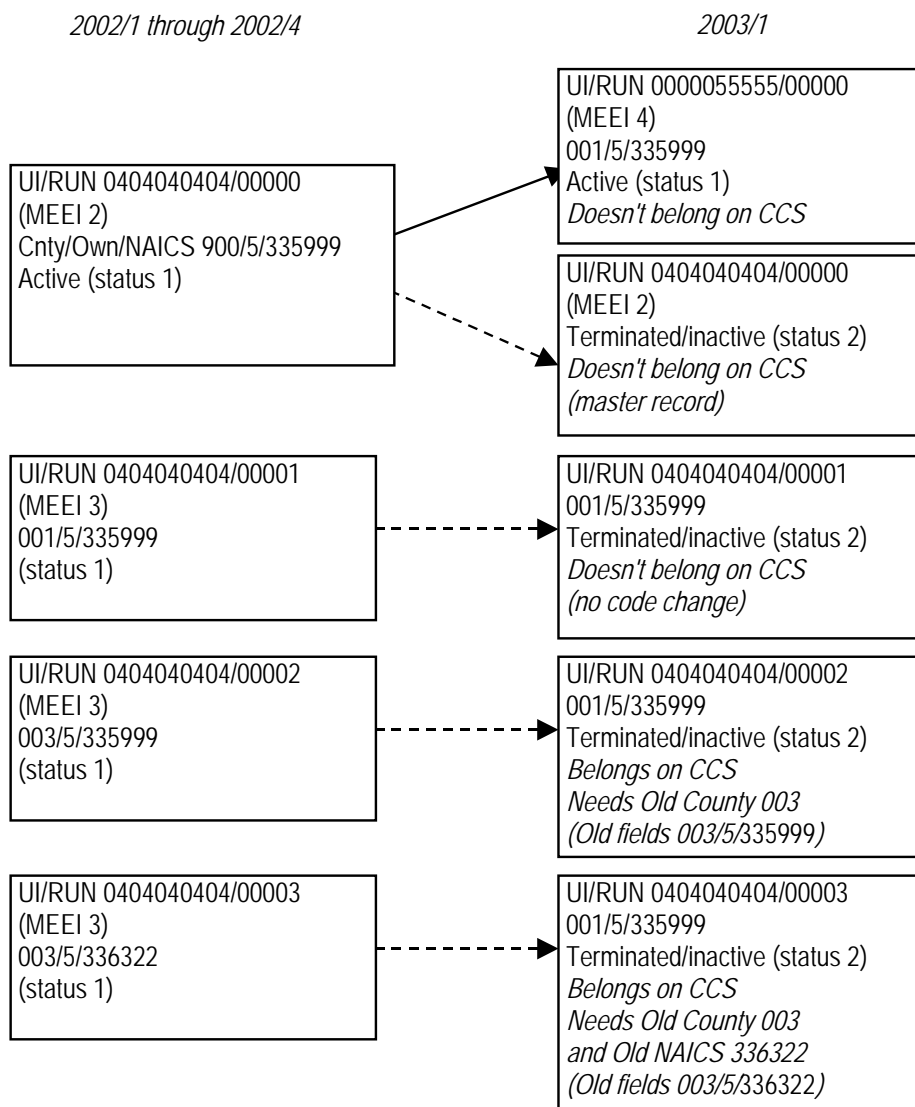 2002/1 through 2002/4
2003/1
UI/RUN 0404040404/00000
(MEEI 2)
Cnty/Own/NAICS 900/5/335999
Active (status 1)
UI/RUN 0000055555/00000
(MEEI 4)
001/5/335999
Active (status 1)
Doesn't belong on CCS
UI/RUN 0404040404/00000
(MEEI 2)
Terminated/inactive (status 2)
Doesn't belong on CCS
(master record)
UI/RUN 0404040404/00001
(MEEI 3)
001/5/335999
(status 1)
UI/RUN 0404040404/00001
001/5/335999
Terminated/inactive (status 2)
Doesn't belong on CCS
(no code change)
UI/RUN 0404040404/00002
(MEEI 3)
003/5/335999
(status 1)
UI/RUN 0404040404/00002
001/5/335999
Terminated/inactive (status 2)
Belongs on CCS
Needs Old County 003
(Old fields 003/5/335999)
UI/RUN 0404040404/00003
(MEEI 3)
003/5/336322
(status 1)
UI/RUN 0404040404/00003
001/5/335999
Terminated/inactive (status 2)
Belongs on CCS
Needs Old County 003
and Old NAICS 336322
(Old fields 003/5/336322)